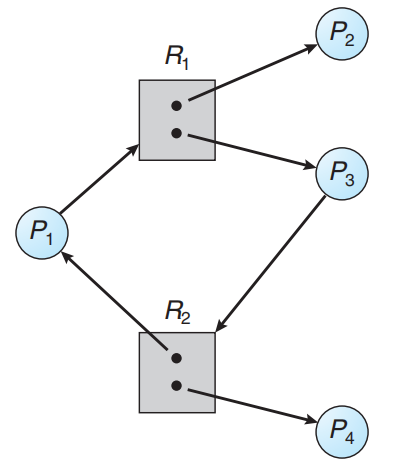 P₂
R₁
P₃
P₁
R₂
P₄